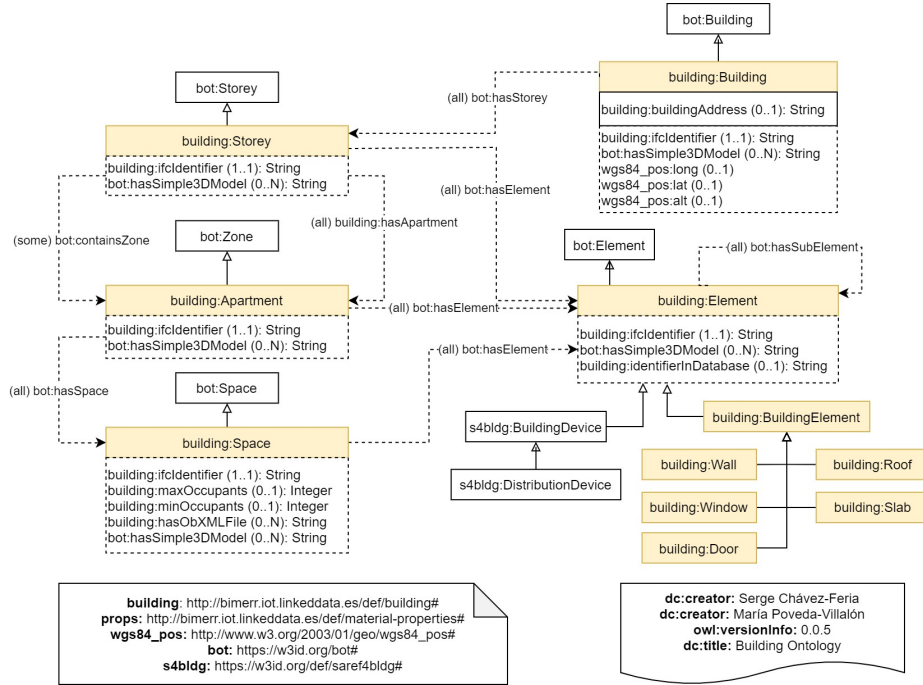 bot:Building
building:Building
building:buildingAddress (0..1): String
building:ifcIdentifier (1..1): String
bot:hasSimple3DModel (0..N): String
wgs84_pos:long (0..1)
wgs84_pos:lat (0..1)
wgs84_pos:alt (0..1)
(all) bot:hasStorey
bot:Storey
building:Storey
building:ifcIdentifier (1..1): String
bot:hasSimple3DModel (0..N): String
(all) bot:hasElement
(all) building:hasApartment
(some) bot:containsZone
bot:Zone
building:Apartment
building:ifcIdentifier (1..1): String
bot:hasSimple3DModel (0..N): String
(all) bot:hasElement
bot:Element
(all) bot:hasSubElement
building:Element
building:ifcIdentifier (1..1): String
bot:hasSimple3DModel (0..N): String
building:identifierInDatabase (0..1): String
(all) bot:hasElement
(all) bot:hasSpace
bot:Space
building:Space
building:ifcIdentifier (1..1): String
building:maxOccupants (0..1): Integer
building:minOccupants (0..1): Integer
building:hasObXMLFile (0..N): String
bot:hasSimple3DModel (0..N): String
s4bldg:BuildingDevice
s4bldg:DistributionDevice
building:BuildingElement
building:Wall
building:Roof
building:Window
building:Slab
building:Door
building: http://bimerr.iot.linkeddata.es/def/building#
props: http://bimerr.iot.linkeddata.es/def/material-properties#
wgs84_pos: http://www.w3.org/2003/01/geo/wgs84_pos#
bot: https://w3id.org/bot#
s4bldg: https://w3id.org/def/saref4bldg#
dc:creator: Serge Chávez-Feria
dc:creator: María Poveda-Villalón
owl:versionInfo: 0.0.5
dc:title: Building Ontology